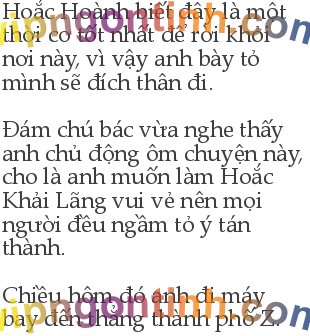 Hoắc Hoành biết đây là một
thời cơ tốt nhất để rời khỏi
nơi này, vì vậy anh bày tỏ
mình sẽ đích thân đi.
Đám chú bác vừa nghe thấy
anh chủ động ôm chuyện này,
cho là anh muốn làm Hoắc
Khải Lãng vui vẻ nên mọi
người đều ngầm tỏ ý tán
thành.
Chiều hôm đó anh đi máy
bay đến thẳng thành phố Z.